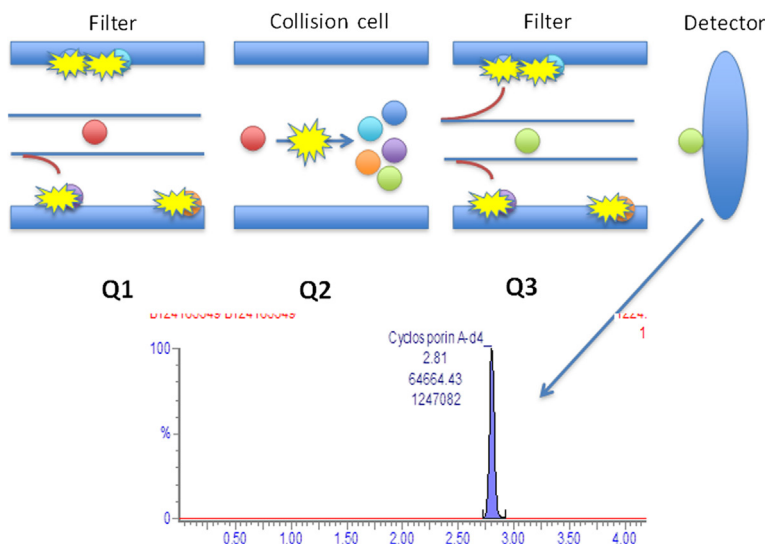 Filter
Collision cell
Filter
Detector
Q1
Q2
Q3
1
Cyclosporin A-d4
2.81
64664.43
1247082
100
%
0
0.50 1.00 1.50 2.00 2.50 3.00 3.50 4.00